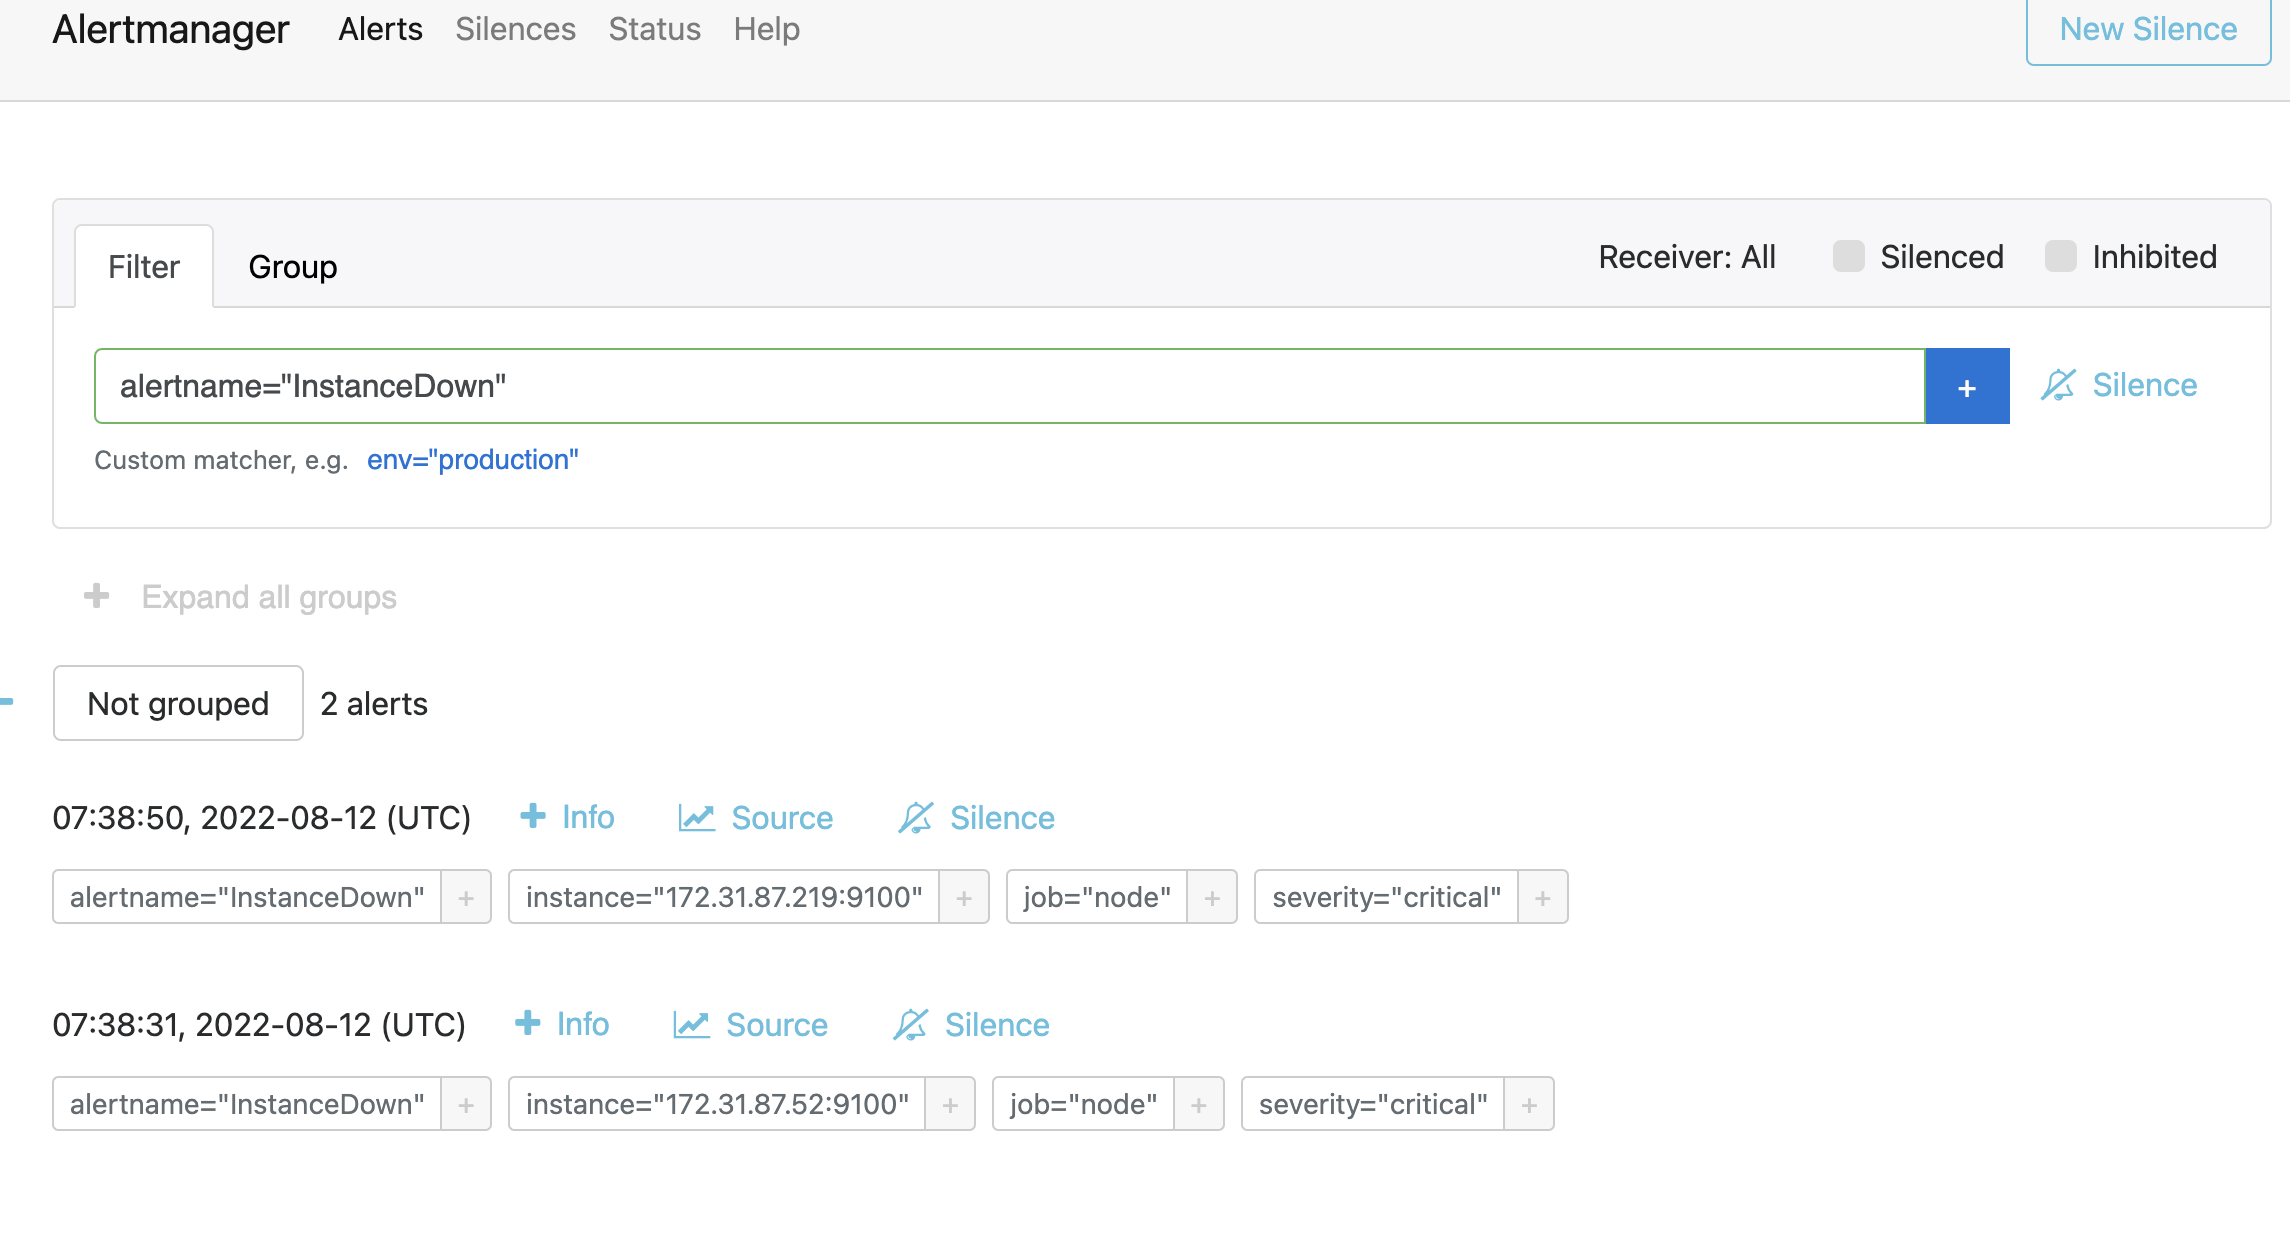 Alertmanager Alerts Silences Status Help New Silence
Filter Group Receiver: All Silenced Inhibited
alertname="InstanceDown" + Silence
Custom matcher, e.g. env="production"
+ Expand all groups
Not grouped 2 alerts
07:38:50, 2022-08-12 (UTC) + Info Source Silence
alertname="InstanceDown" + instance="172.31.87.219:9100" + job="node" + severity="critical" +
07:38:31, 2022-08-12 (UTC) + Info Source Silence
alertname="InstanceDown" + instance="172.31.87.52:9100" + job="node" + severity="critical" +